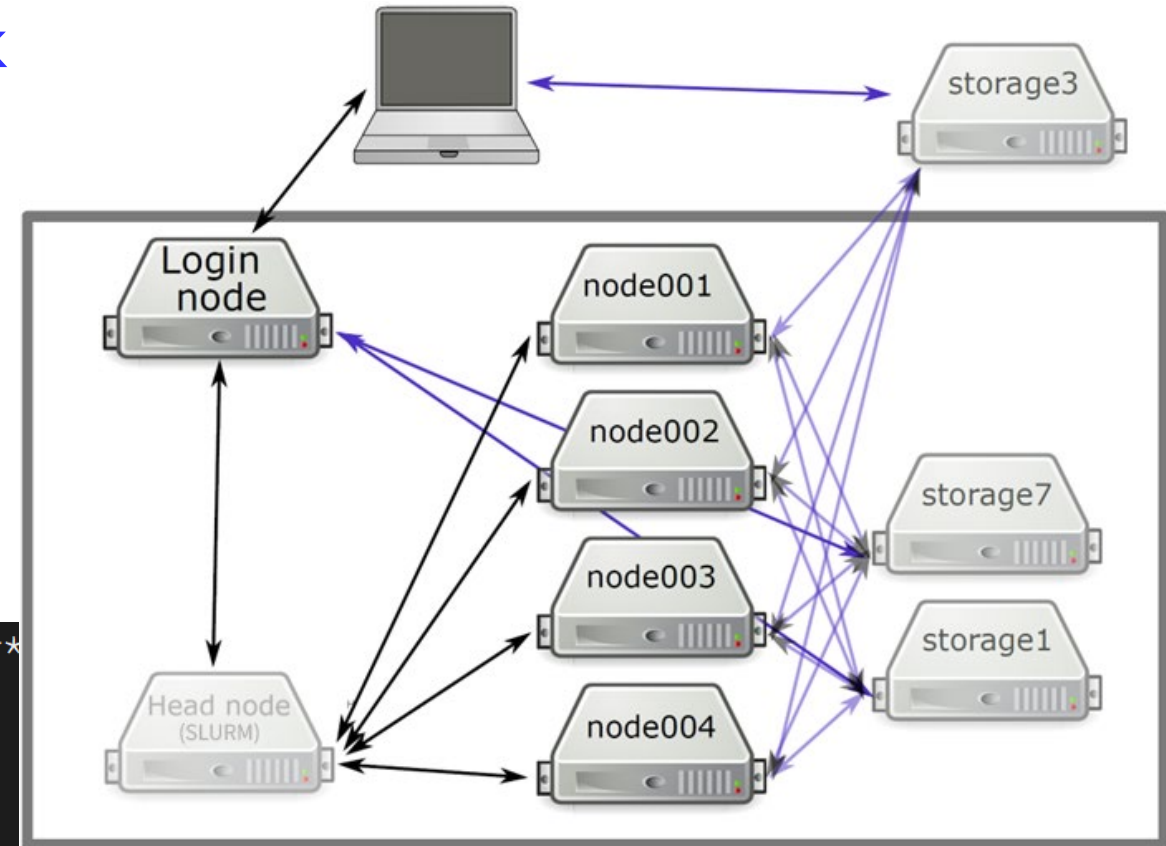 storage3
Login
node
node001
node002
storage7
node003
storage1
Head node
(SLURM)
node004
*